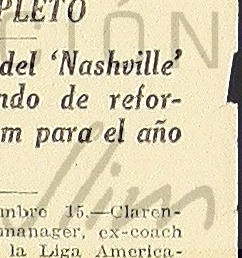 PLETO
del ‘Nashville’
ndo de refor-
m para el año
mbre 15.—Claren-
manager, ex-coach
la Liga America-